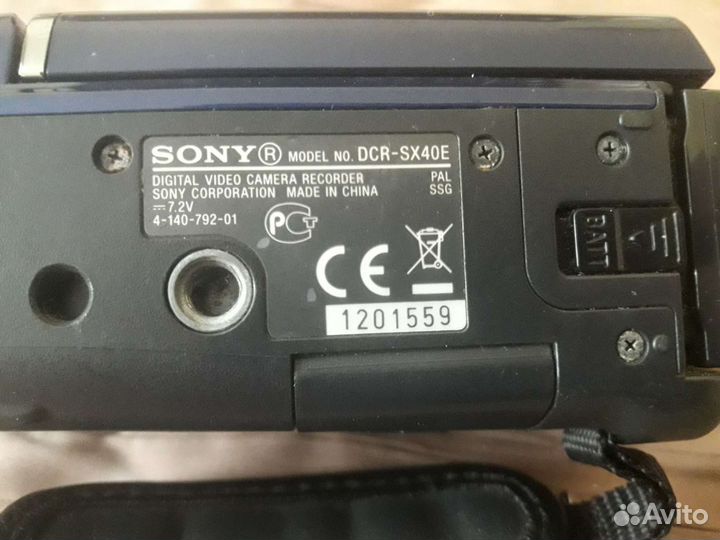 SONY® MODEL NO. DCR-SX40E
DIGITAL VIDEO CAMERA RECORDER PAL
SONY CORPORATION MADE IN CHINA SSG
⎓7.2V
4-140-792-01
PCT
CE
1201559
BATT
Avito